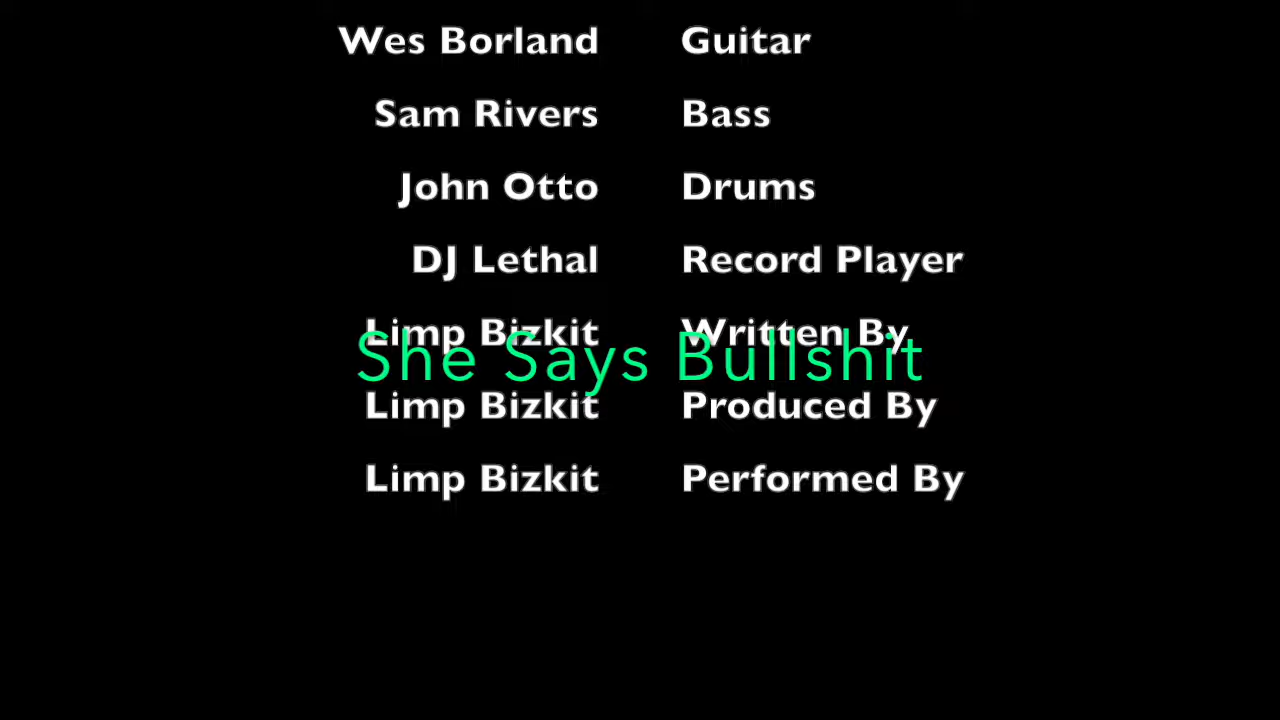 Wes Borland Guitar
Sam Rivers Bass
John Otto Drums
DJ Lethal Record Player
Limp Bizkit Written By
She Says Bullshit
Limp Bizkit Produced By
Limp Bizkit Performed By